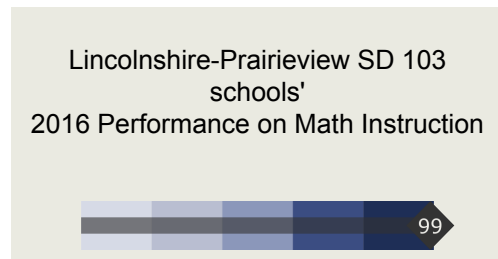 Lincolnshire-Prairieview SD 103
schools'
2016 Performance on Math Instruction
99